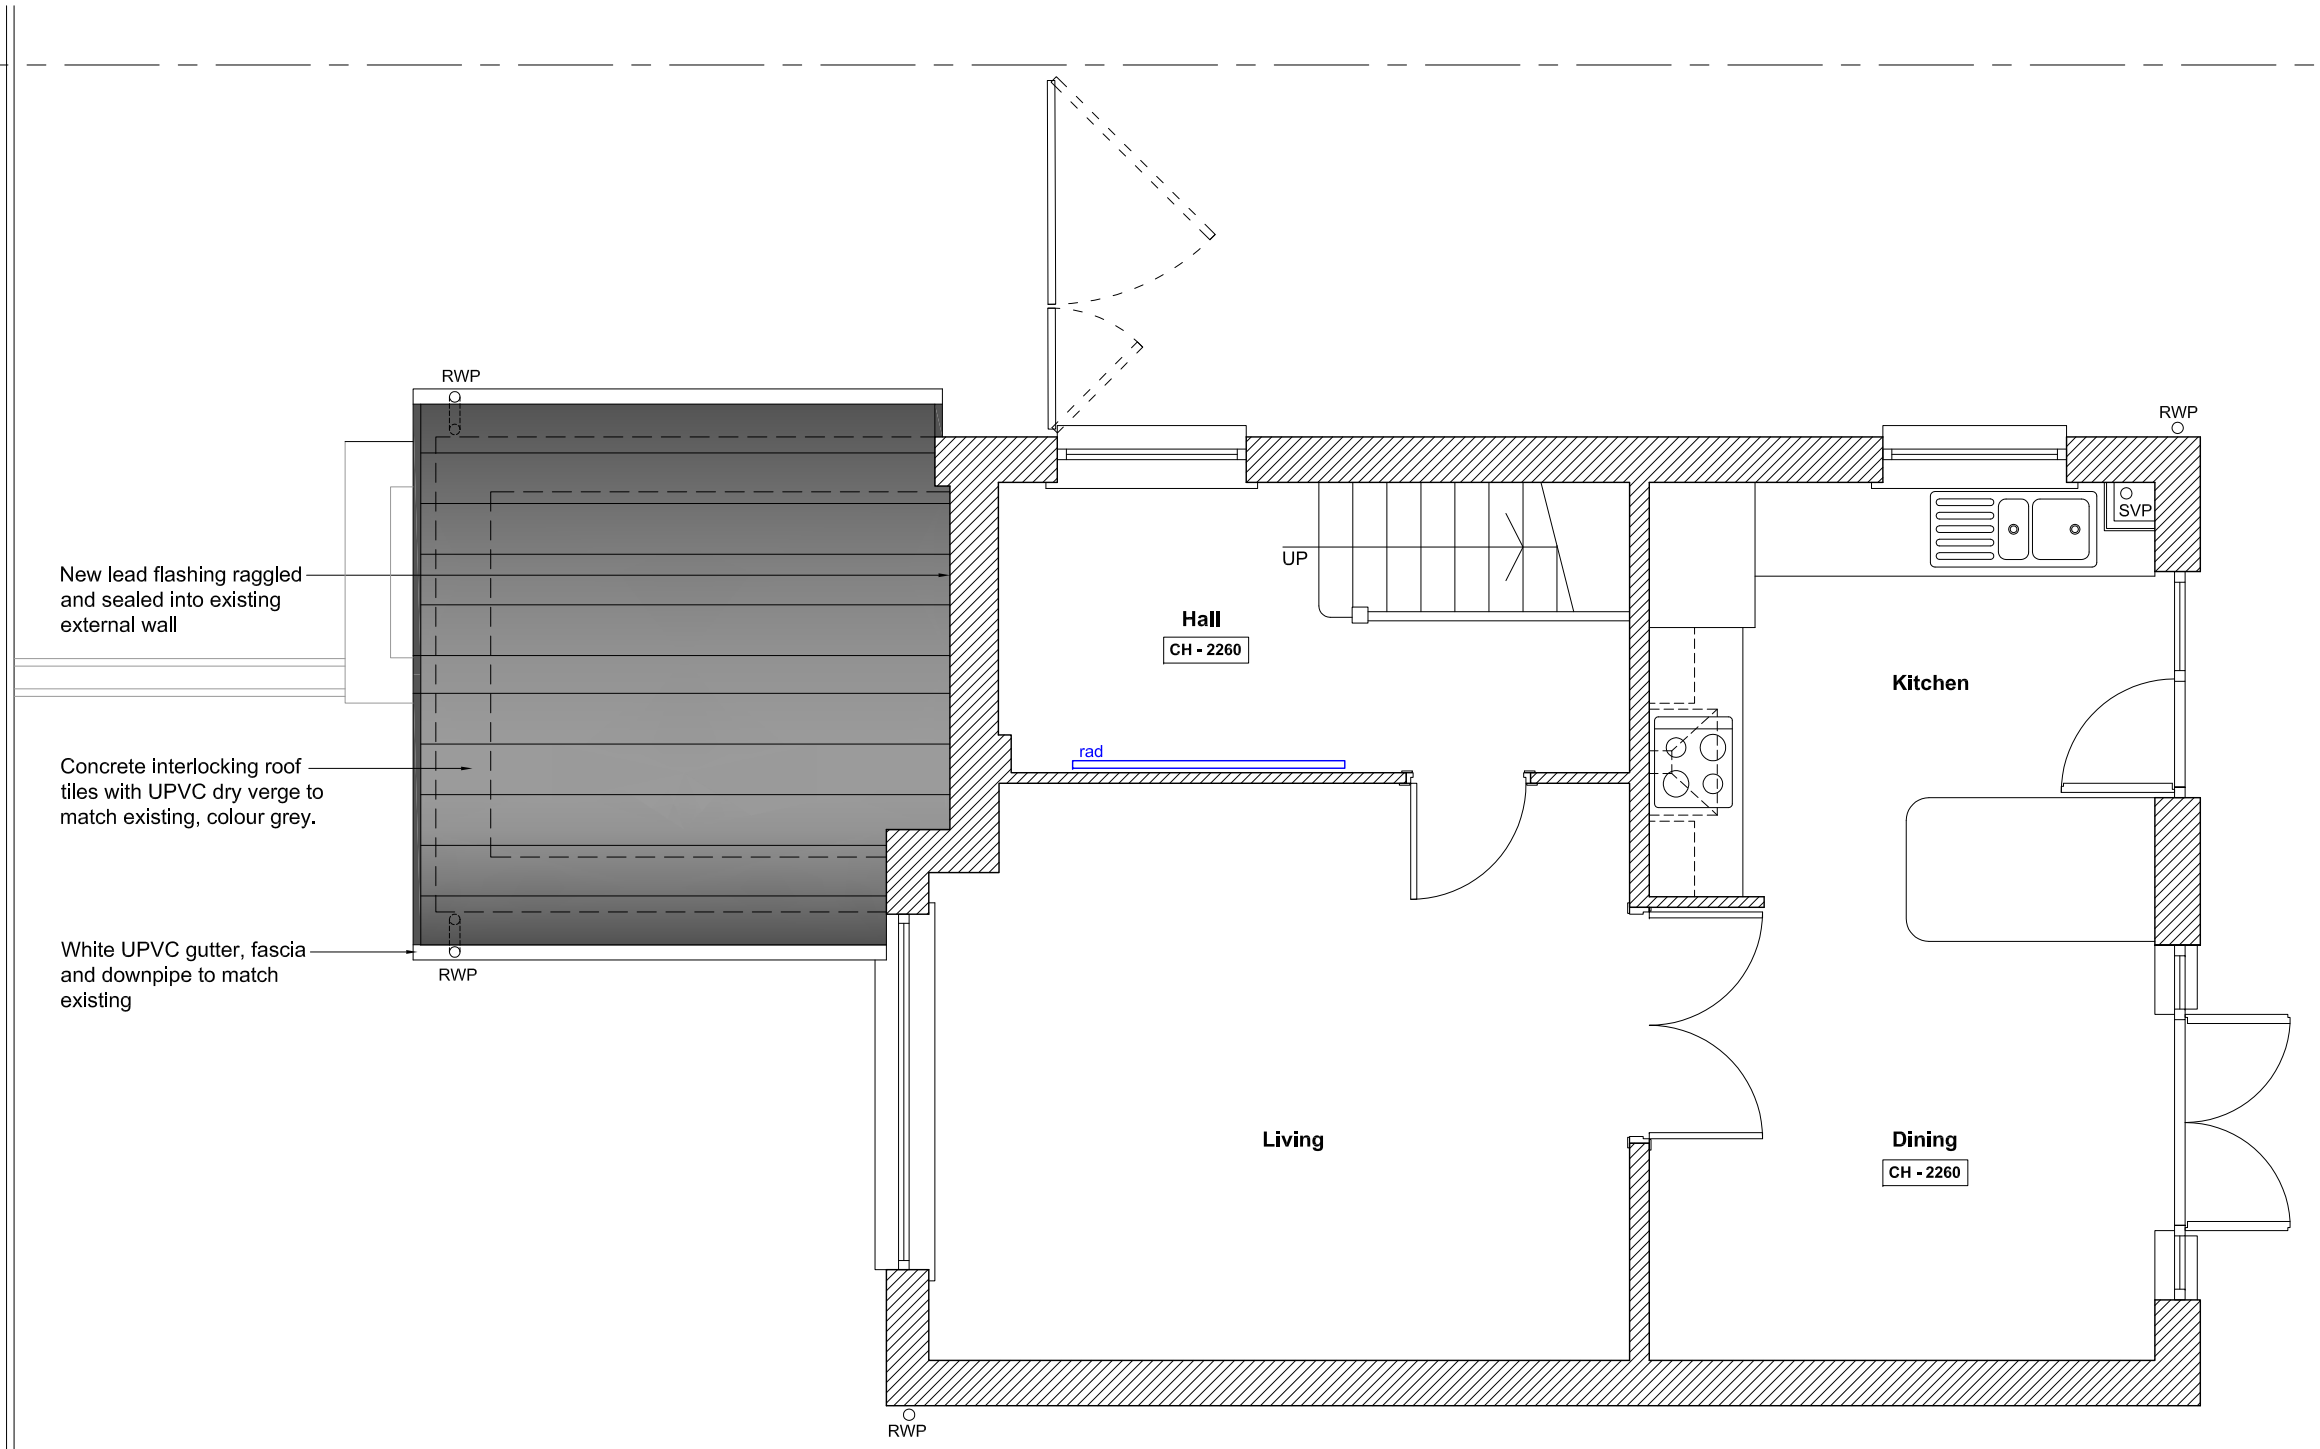 RWP
RWP
SVP
New lead flashing raggled
and sealed into existing
external wall
UP
Hall
CH - 2260
Kitchen
rad
Concrete interlocking roof
tiles with UPVC dry verge to
match existing, colour grey.
White UPVC gutter, fascia
and downpipe to match
existing
RWP
Living
Dining
CH - 2260
RWP